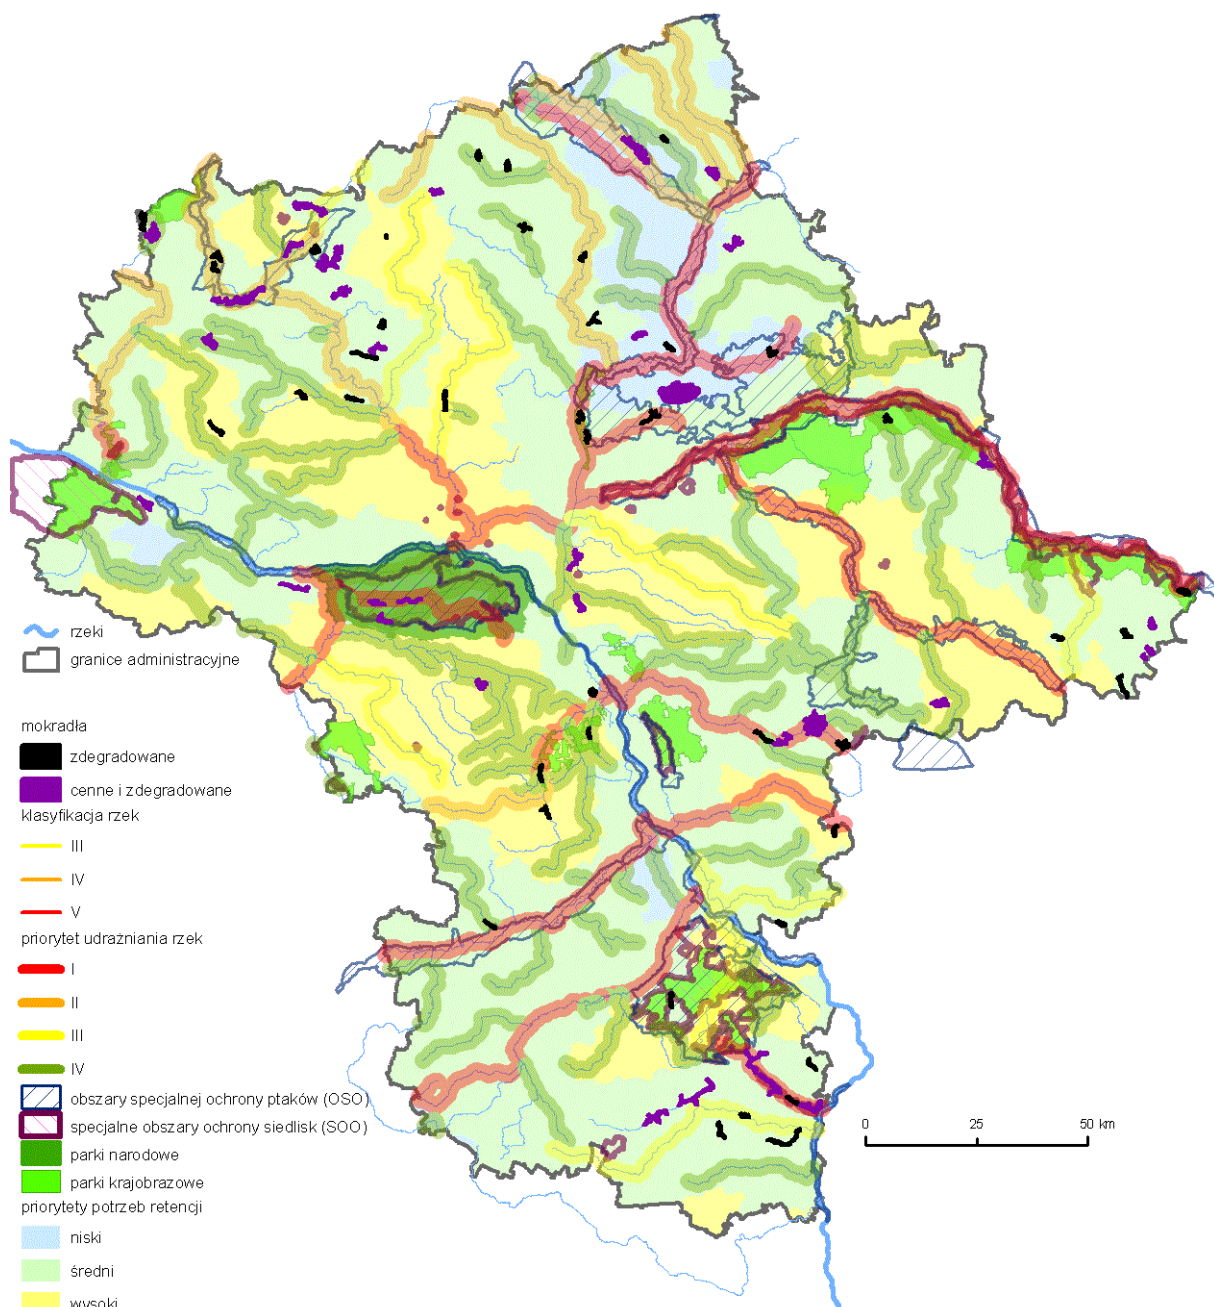 rzeki
granice administracyjne
mokradła
zdegradowane
cenne i zdegradowane
klasyfikacja rzek
III
IV
V
priorytet udrażniania rzek
I
II
III
IV
obszary specjalnej ochrony ptaków (OSO)
specjalne obszary ochrony siedlisk (SOO)
parki narodowe
parki krajobrazowe
priorytety potrzeb retencji
niski
średni
wysoki
0 25 50 km